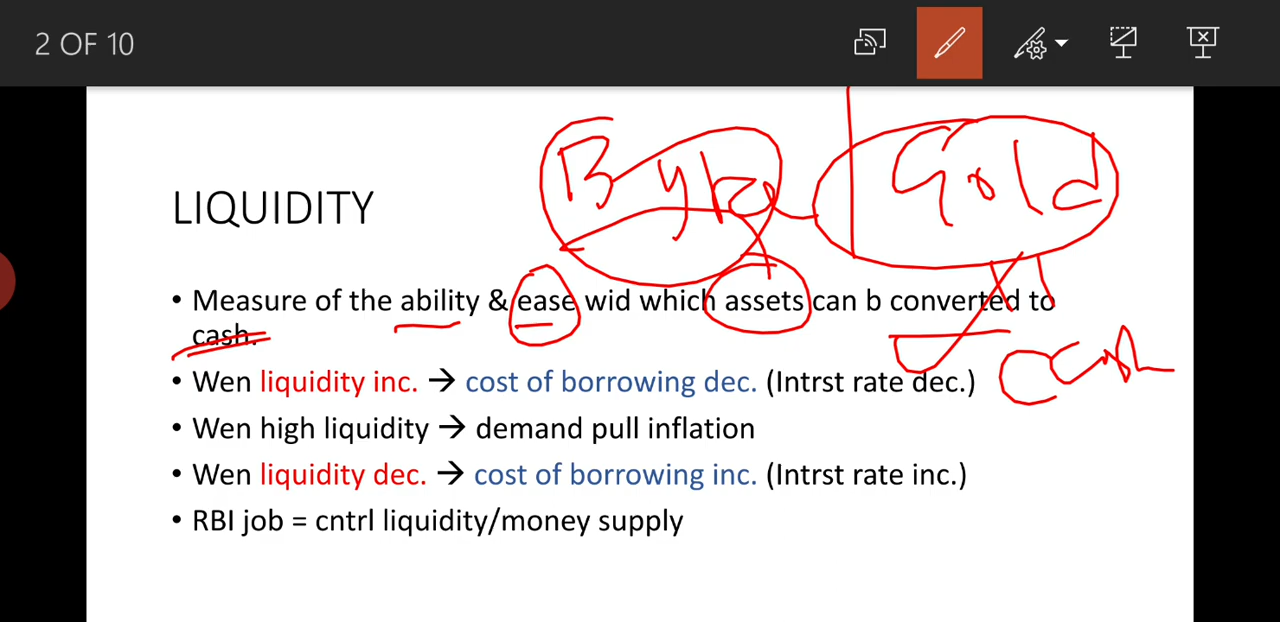 2 OF 10
Byke Gold
LIQUIDITY
• Measure of the ability & ease wid which assets can b converted to
cash.
• Wen liquidity inc. → cost of borrowing dec. (Intrst rate dec.)
Cash
• Wen high liquidity → demand pull inflation
• Wen liquidity dec. → cost of borrowing inc. (Intrst rate inc.)
• RBI job = cntrl liquidity/money supply